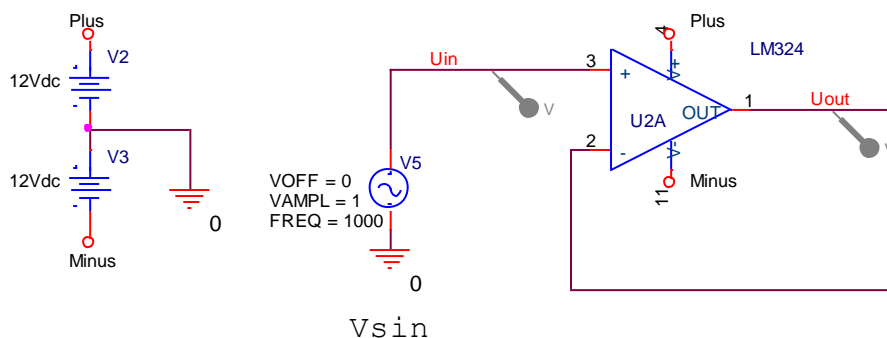 Plus
V2
12Vdc
V3
12Vdc
0
Minus
Uin
V
V5
VOFF = 0
VAMPL = 1
FREQ = 1000
0
Vsin
Plus
4
V+
LM324
3
+
U2A
OUT
1
2
-
V-
11
Minus
Uout
V